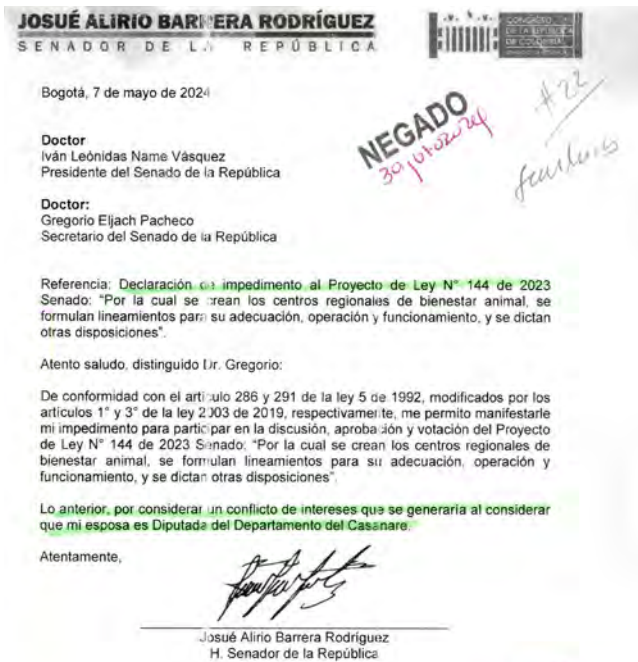 JOSUÉ ALIRIO BARRERA RODRÍGUEZ
SENADOR DE LA REPÚBLICA
CONGRESO
DE LA REPÚBLICA
DE COLOMBIA
Bogotá, 7 de mayo de 2024
NEGADO
#22
Doctor
Iván Leónidas Name Vásquez
Presidente del Senado de la República
Doctor:
Gregorio Eljach Pacheco
Secretario del Senado de la República
Referencia: Declaración de impedimento al Proyecto de Ley N° 144 de 2023
Senado: “Por la cual se crean los centros regionales de bienestar animal, se
formulan lineamientos para su adecuación, operación y funcionamiento, y se dictan
otras disposiciones”.
Atento saludo, distinguido Dr. Gregorio:
De conformidad con el artículo 286 y 291 de la ley 5 de 1992, modificados por los
artículos 1° y 3° de la ley 2003 de 2019, respectivamente, me permito manifestarle
mi impedimento para participar en la discusión, aprobación y votación del Proyecto
de Ley N° 144 de 2023 Senado: “Por la cual se crean los centros regionales de
bienestar animal, se formulan lineamientos para su adecuación, operación y
funcionamiento, y se dictan otras disposiciones”.
Lo anterior, por considerar un conflicto de intereses que se generaría al considerar
que mi esposa es Diputada del Departamento del Casanare.
Atentamente,
Josué Alirio Barrera Rodríguez
H. Senador de la República